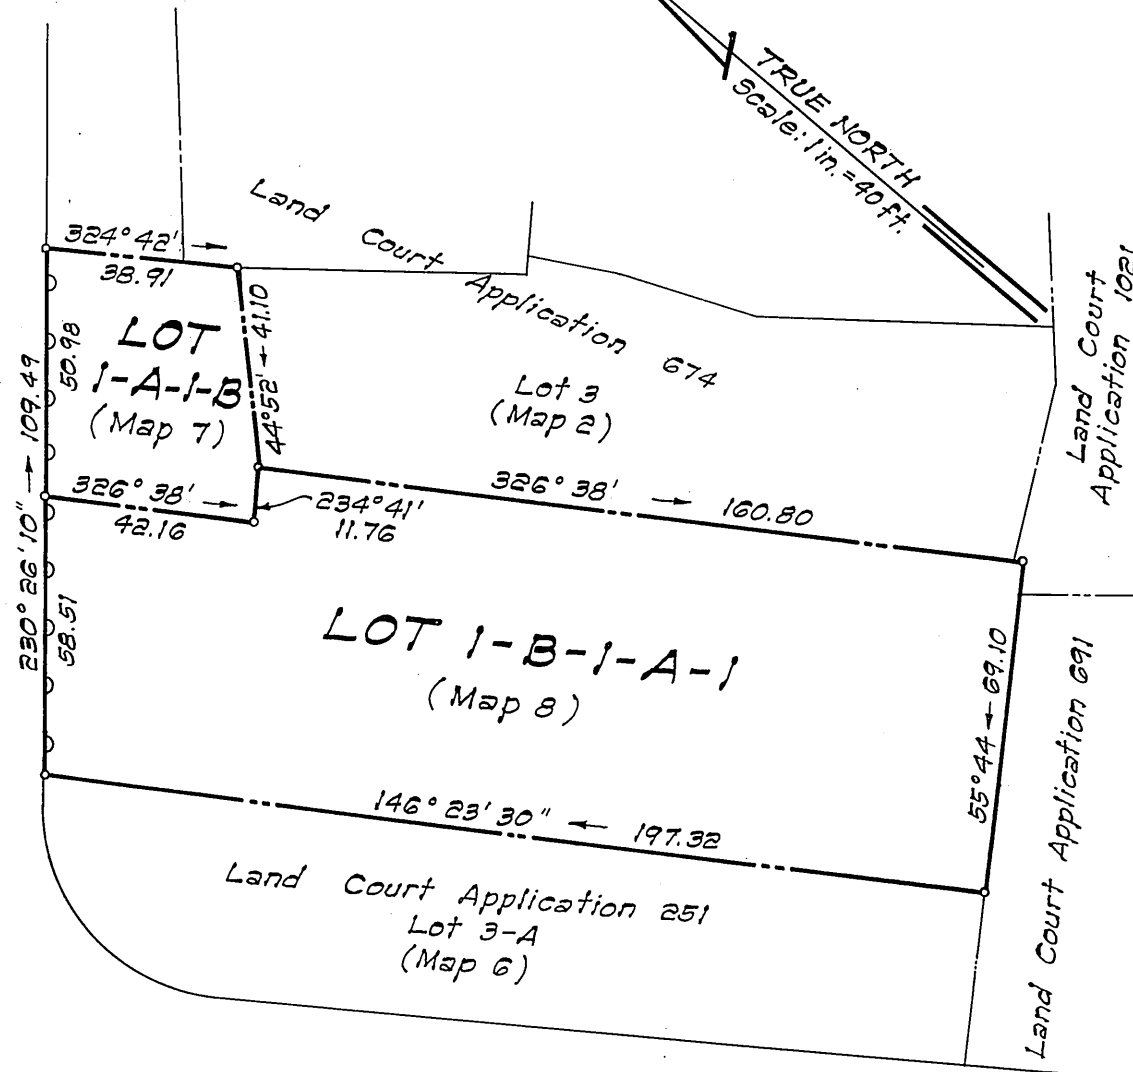 TRUE NORTH
Scale: 1 in. = 40 ft.
Land Court Application 674
Lot 3
(Map 2)
Land Court
Application 1021
324° 42' →
38.91
LOT
1-A-1-B
(Map 7)
44°52' ← 41.10
50.98
230° 26' 10" → 109.49
326° 38' →
42.16
234° 41'
11.76
326° 38' → 160.80
58.51
LOT 1-B-1-A-1
(Map 8)
55° 44 ← 69.10
Land Court Application 691
146° 23' 30" ← 197.32
Land Court Application 251
Lot 3-A
(Map 6)